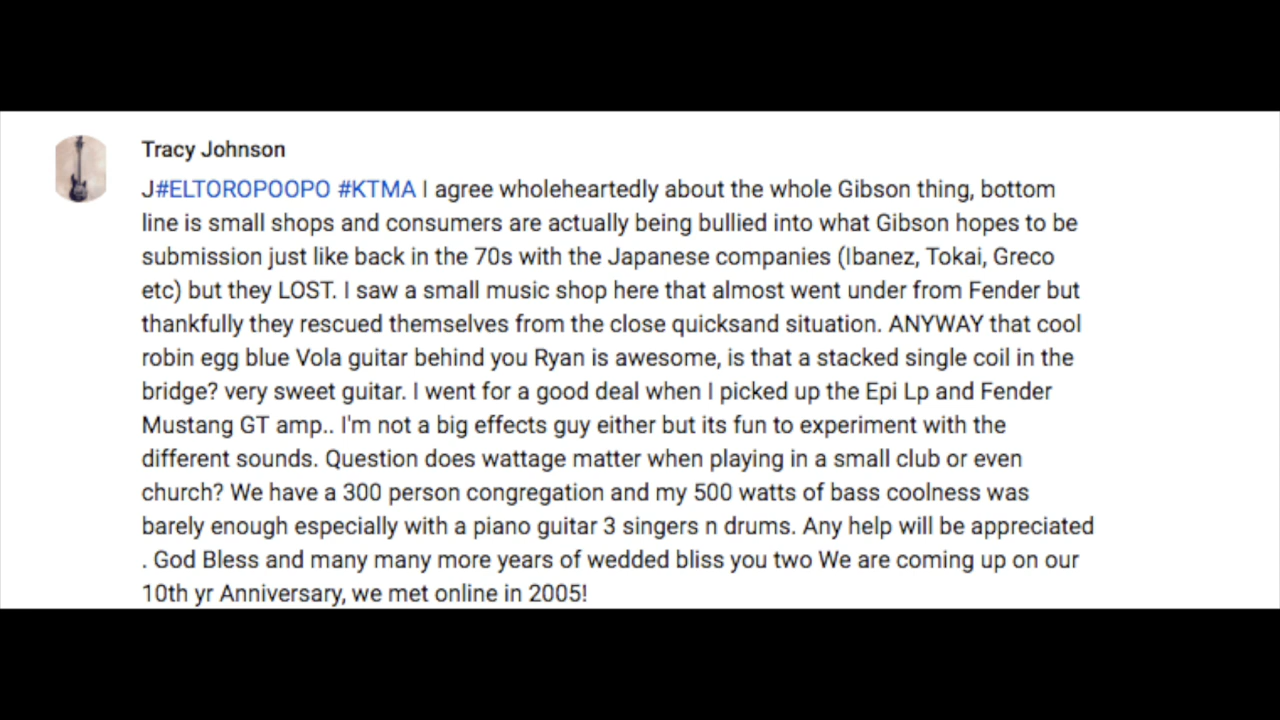 Tracy Johnson
J#ELTOROPOOPO #KTMA I agree wholeheartedly about the whole Gibson thing, bottom
line is small shops and consumers are actually being bullied into what Gibson hopes to be
submission just like back in the 70s with the Japanese companies (Ibanez, Tokai, Greco
etc) but they LOST. I saw a small music shop here that almost went under from Fender but
thankfully they rescued themselves from the close quicksand situation. ANYWAY that cool
robin egg blue Vola guitar behind you Ryan is awesome, is that a stacked single coil in the
bridge? very sweet guitar. I went for a good deal when I picked up the Epi Lp and Fender
Mustang GT amp.. I'm not a big effects guy either but its fun to experiment with the
different sounds. Question does wattage matter when playing in a small club or even
church? We have a 300 person congregation and my 500 watts of bass coolness was
barely enough especially with a piano guitar 3 singers n drums. Any help will be appreciated
. God Bless and many many more years of wedded bliss you two We are coming up on our
10th yr Anniversary, we met online in 2005!